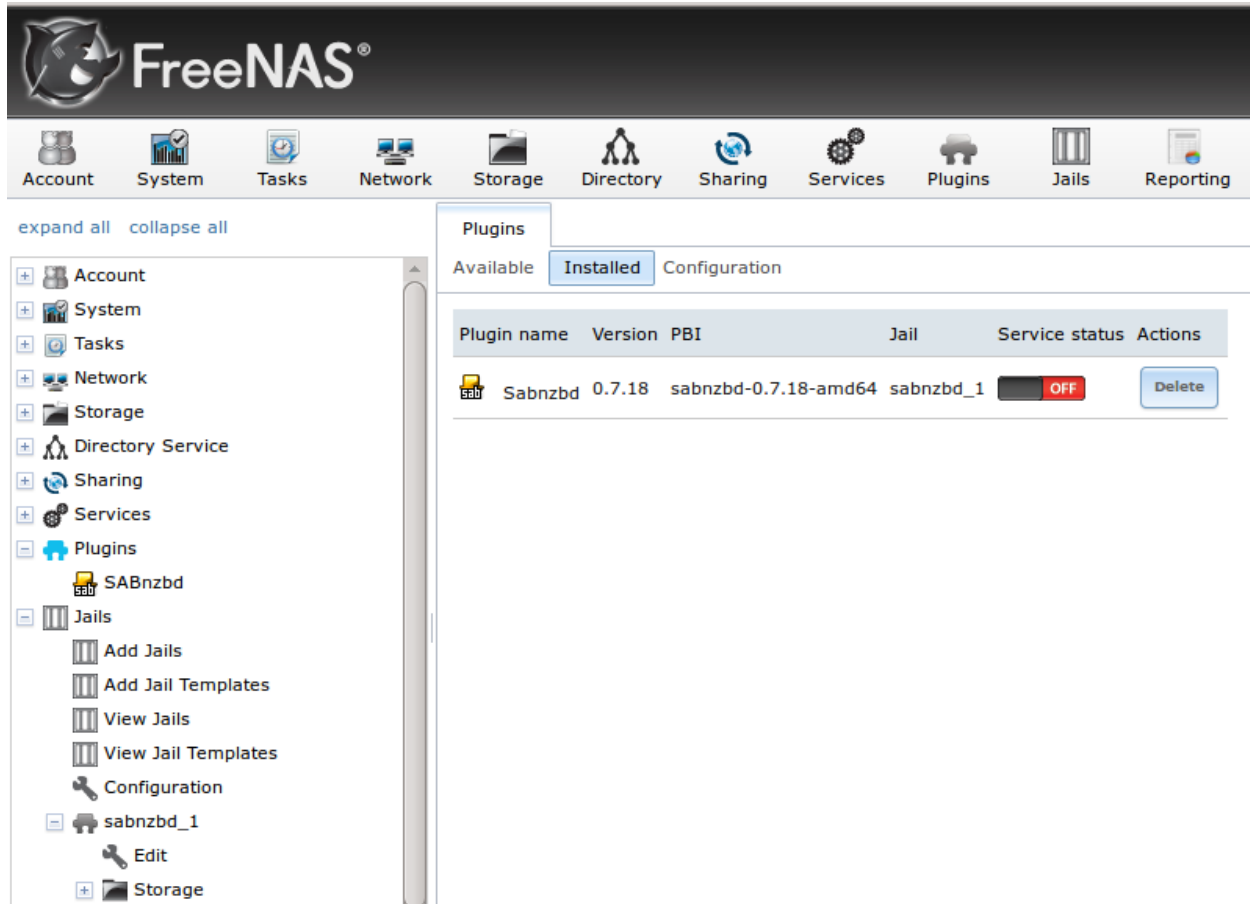 FreeNAS®
Account System Tasks Network Storage Directory Sharing Services Plugins Jails Reporting
expand all collapse all
Account
System
Tasks
Network
Storage
Directory Service
Sharing
Services
Plugins
SABnzbd
Jails
Add Jails
Add Jail Templates
View Jails
View Jail Templates
Configuration
sabnzbd_1
Edit
Storage
Plugins
Available Installed Configuration
Plugin name Version PBI Jail Service status Actions
sab Sabnzbd 0.7.18 sabnzbd-0.7.18-amd64 sabnzbd_1 OFF Delete